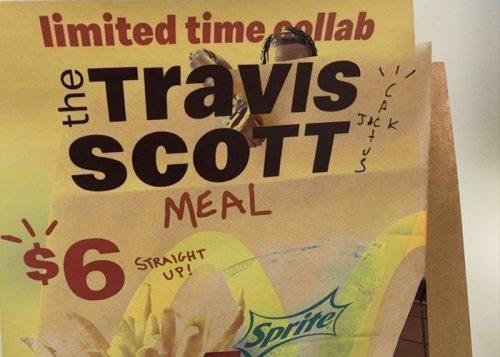 limited time collab
the Travis
SCOTT
CACTUS
JACK
MEAL
$6 STRAIGHT
UP!
Sprite